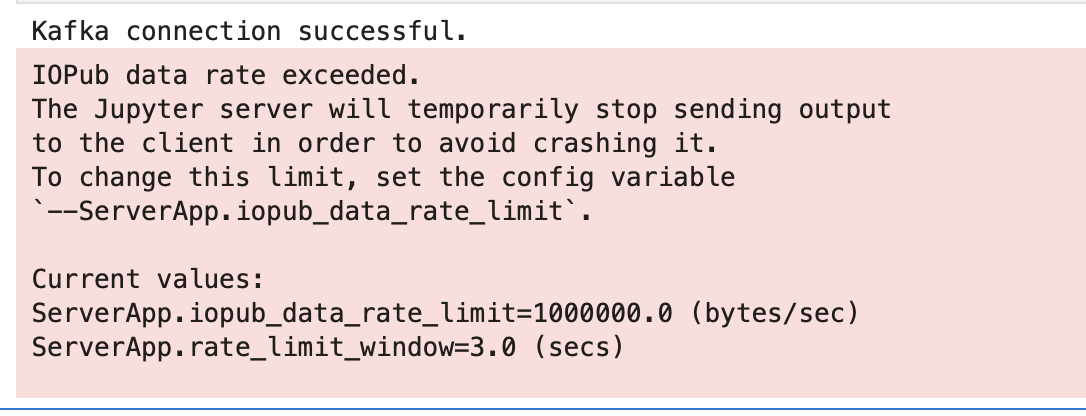 Kafka connection successful.
IOPub data rate exceeded.
The Jupyter server will temporarily stop sending output
to the client in order to avoid crashing it.
To change this limit, set the config variable
`--ServerApp.iopub_data_rate_limit`.
Current values:
ServerApp.iopub_data_rate_limit=1000000.0 (bytes/sec)
ServerApp.rate_limit_window=3.0 (secs)